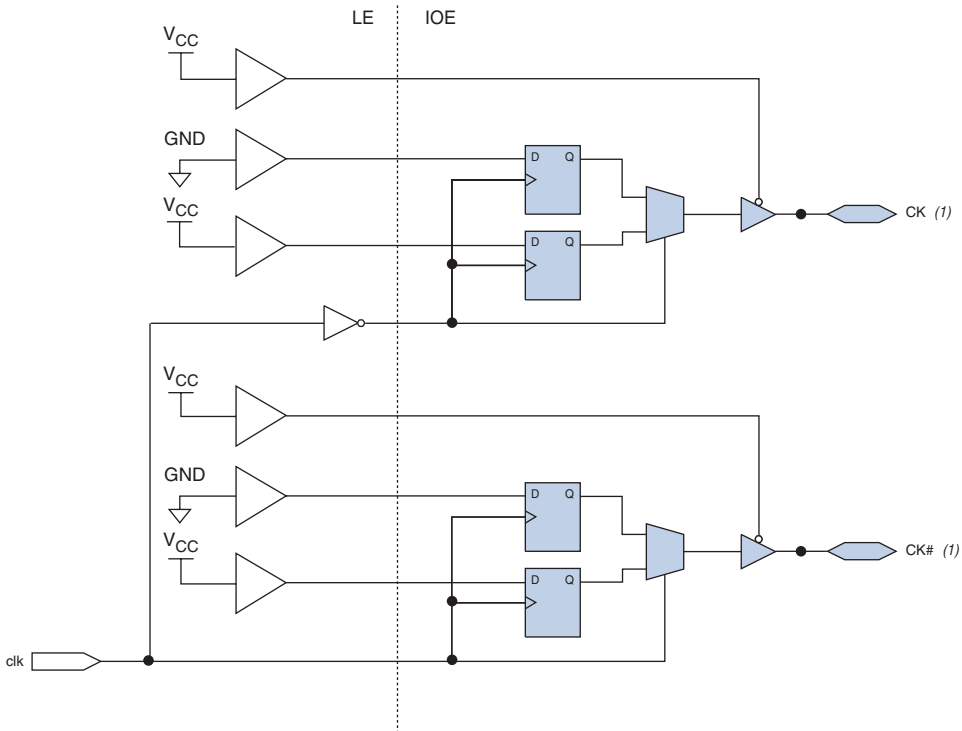 LE IOE
VCC
GND
VCC
D Q
D Q
CK (1)
VCC
GND
VCC
D Q
D Q
CK# (1)
clk